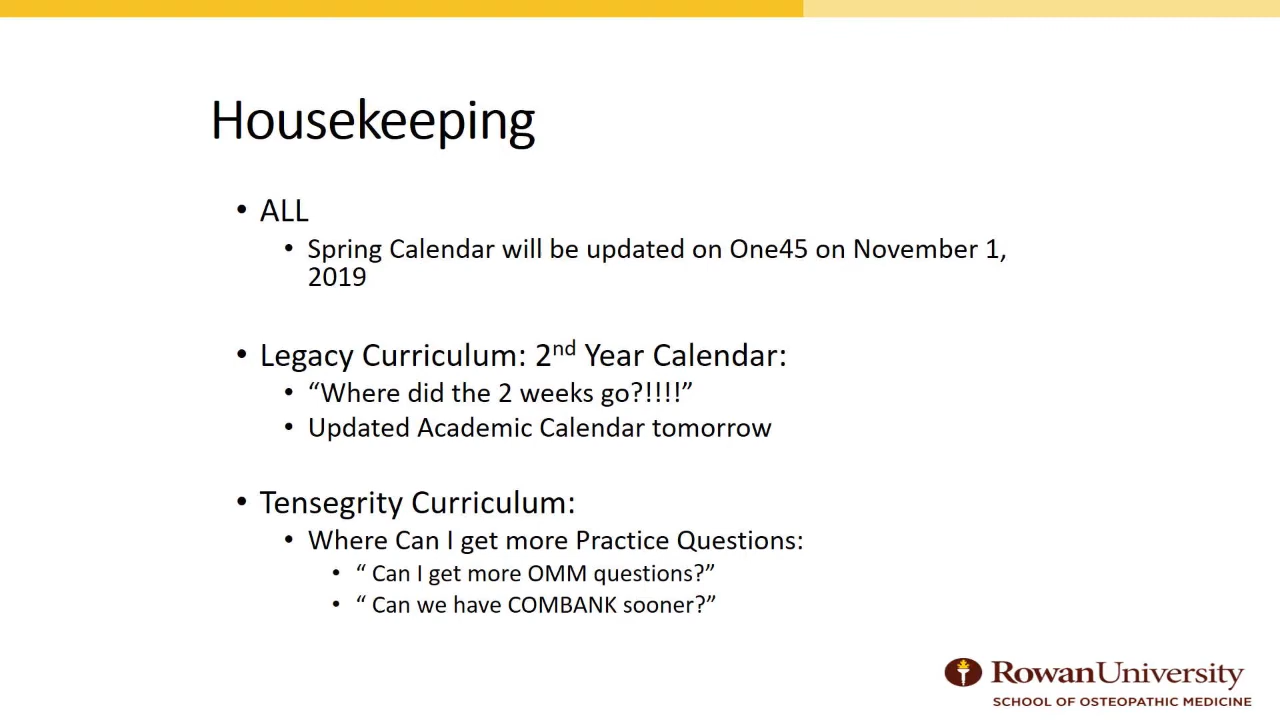 Housekeeping
• ALL
• Spring Calendar will be updated on One45 on November 1,
2019
• Legacy Curriculum: 2nd Year Calendar:
• “Where did the 2 weeks go?!!!!”
• Updated Academic Calendar tomorrow
• Tensegrity Curriculum:
• Where Can I get more Practice Questions:
• “ Can I get more OMM questions?”
• “ Can we have COMBANK sooner?”
RowanUniversity
SCHOOL OF OSTEOPATHIC MEDICINE